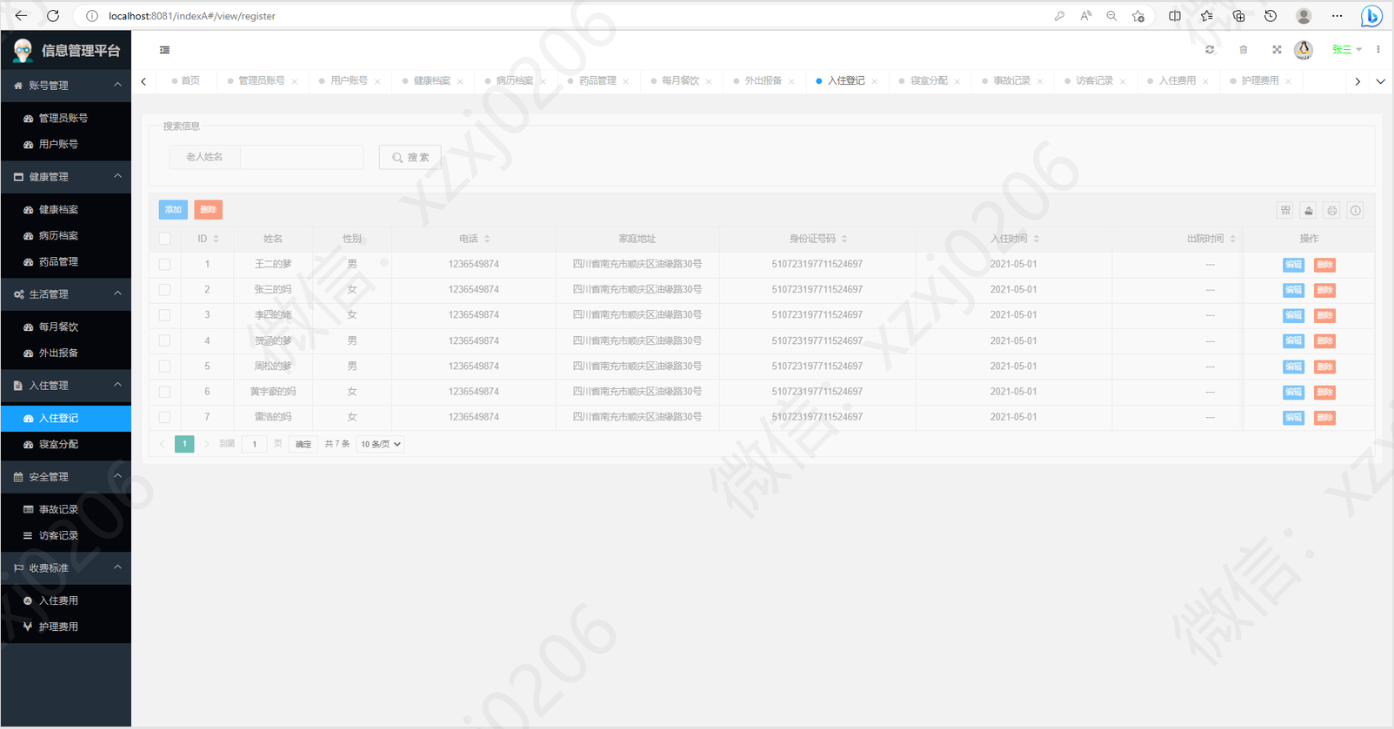 localhost:8081/indexA#/view/register
信息管理平台
张三
账号管理
管理员账号
用户账号
健康管理
健康档案
病历档案
药品管理
生活管理
每月餐饮
外出报备
入住管理
入住登记
寝室分配
安全管理
事故记录
访客记录
收费标准
入住费用
护理费用
首页 管理员账号 用户账号 健康档案 病历档案 药品管理 每月餐饮 外出报备 入住登记 寝室分配 事故记录 访客记录 入住费用 护理费用
搜索信息
老人姓名 搜 索
添加 删除
ID 姓名 性别 电话 家庭地址 身份证号码 入住时间 出院时间 操作
1 王二的爹 男 1236549874 四川省南充市顺庆区油缘路30号 510723197711524697 2021-05-01 --- 编辑 删除
2 张三的妈 女 1236549874 四川省南充市顺庆区油缘路30号 510723197711524697 2021-05-01 --- 编辑 删除
3 李四的姥 女 1236549874 四川省南充市顺庆区油缘路30号 510723197711524697 2021-05-01 --- 编辑 删除
4 贺涵的爹 男 1236549874 四川省南充市顺庆区油缘路30号 510723197711524697 2021-05-01 --- 编辑 删除
5 周松的爹 男 1236549874 四川省南充市顺庆区油缘路30号 510723197711524697 2021-05-01 --- 编辑 删除
6 黄宇豪的妈 女 1236549874 四川省南充市顺庆区油缘路30号 510723197711524697 2021-05-01 --- 编辑 删除
7 雷浩的妈 女 1236549874 四川省南充市顺庆区油缘路30号 510723197711524697 2021-05-01 --- 编辑 删除
1 到第 1 页 确定 共 7 条 10 条/页
微信：xzxj0206